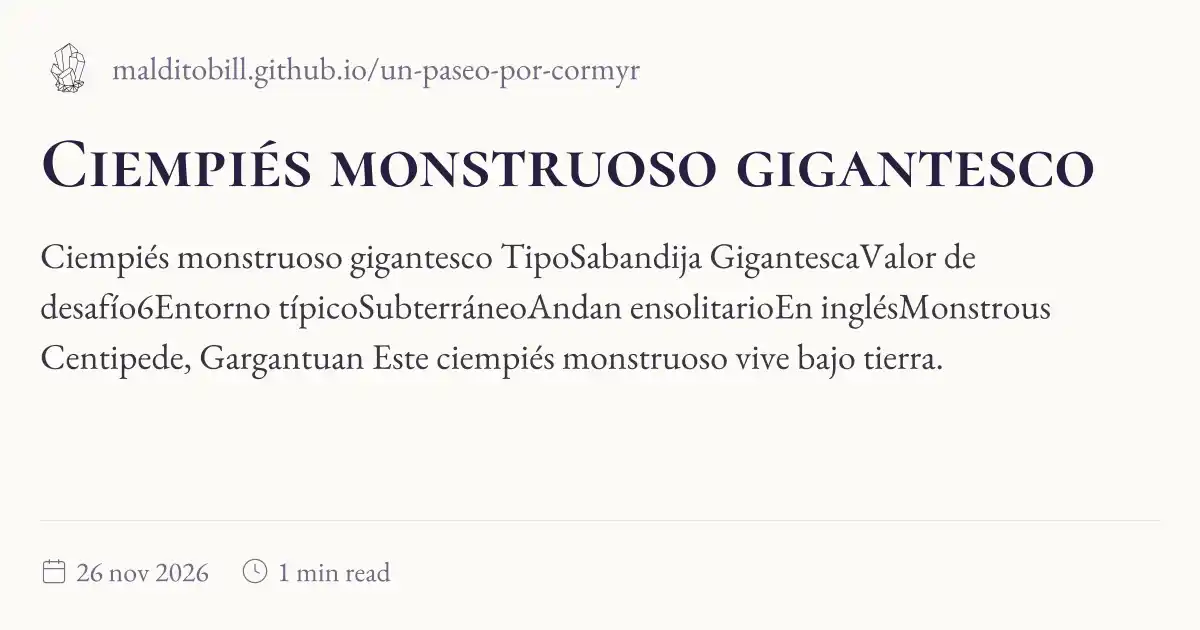 malditobill.github.io/un-paseo-por-cormyr
Ciempiés monstruoso gigantesco
Ciempiés monstruoso gigantesco TipoSabandija GigantescaValor de
desafío6Entorno típicoSubterráneoAndan ensolitarioEn inglésMonstrous
Centipede, Gargantuan Este ciempiés monstruoso vive bajo tierra.
26 nov 2026 1 min read